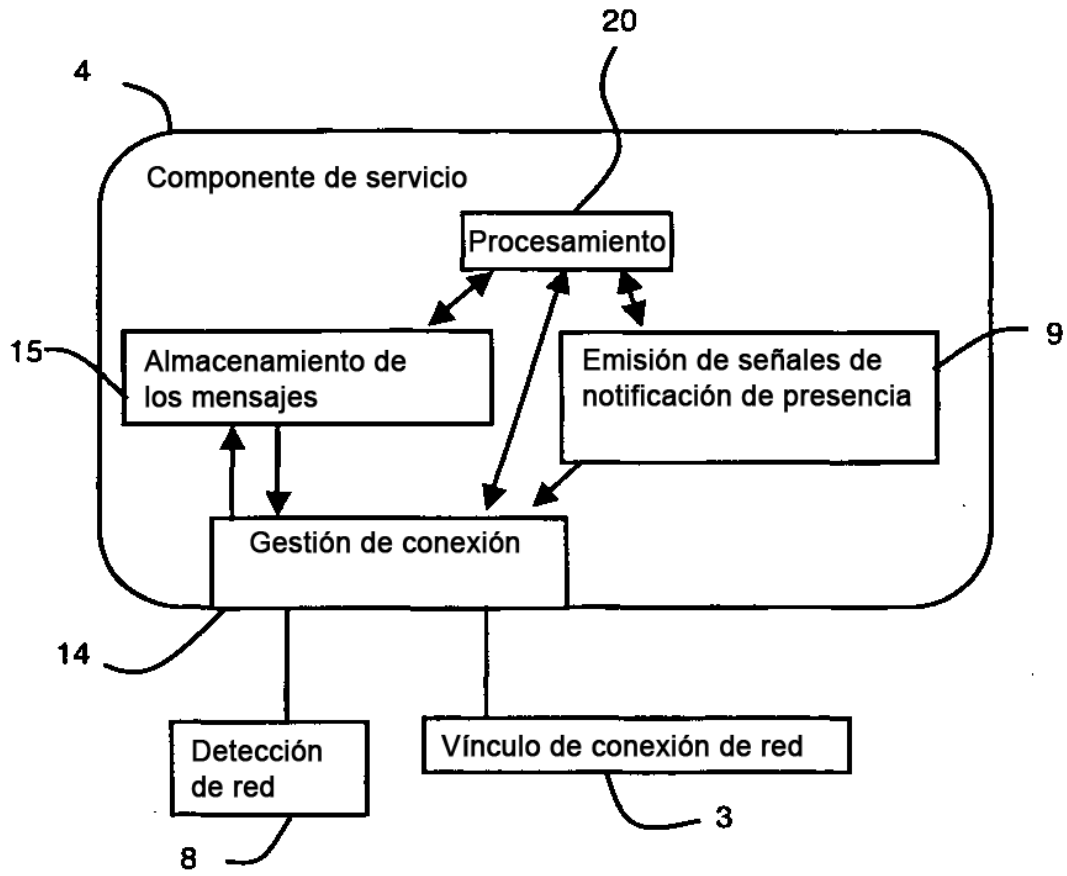 20
4
Componente de servicio
Procesamiento
15
Almacenamiento de
los mensajes
Emisión de señales de
notificación de presencia
9
Gestión de conexión
14
Detección
de red
Vínculo de conexión de red
3
8